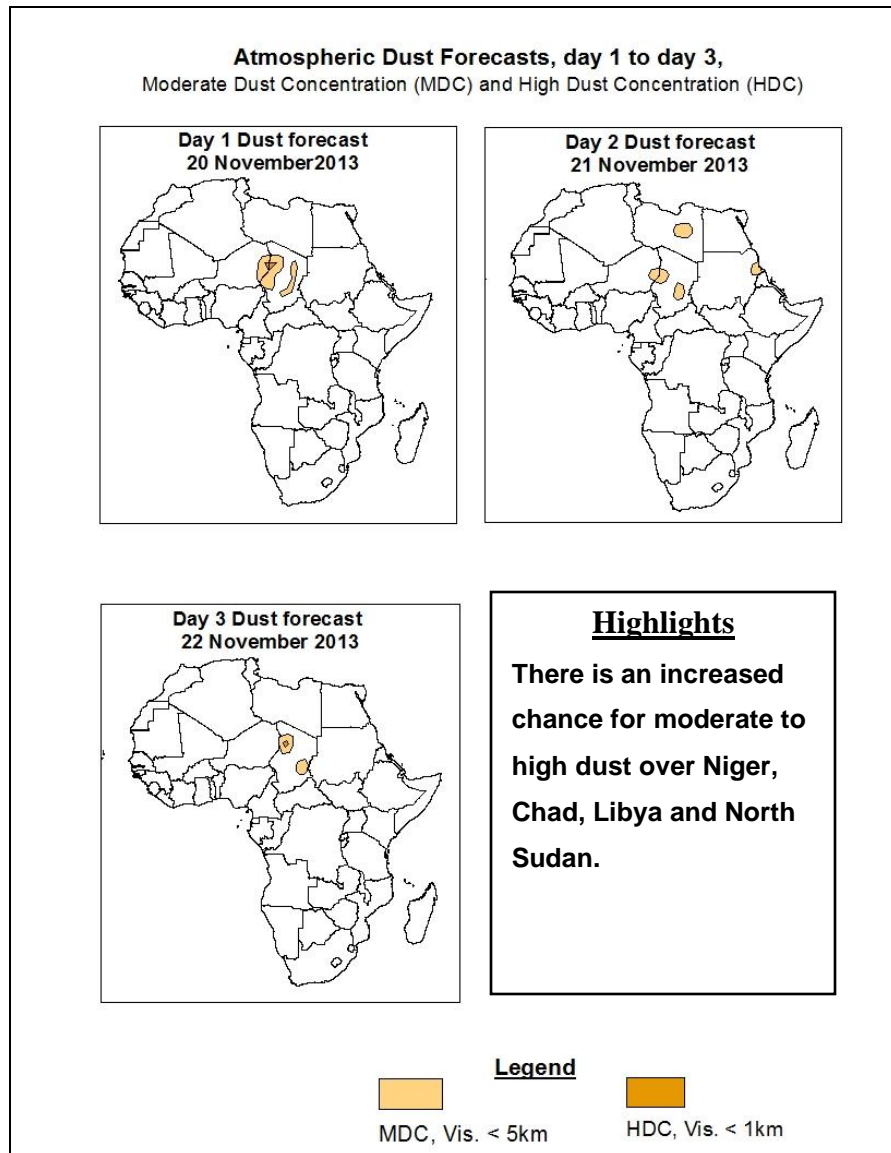 Atmospheric Dust Forecasts, day 1 to day 3,
Moderate Dust Concentration (MDC) and High Dust Concentration (HDC)
Day 1 Dust forecast
20 November2013
Day 2 Dust forecast
21 November 2013
Day 3 Dust forecast
22 November 2013
Highlights
There is an increased
chance for moderate to
high dust over Niger,
Chad, Libya and North
Sudan.
Legend
MDC, Vis. < 5km
HDC, Vis. < 1km